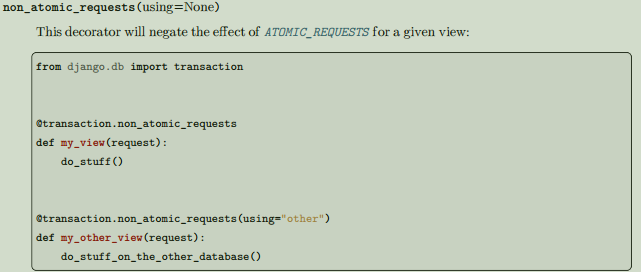 non_atomic_requests(using=None)
This decorator will negate the effect of ATOMIC_REQUESTS for a given view:
from django.db import transaction
@transaction.non_atomic_requests
def my_view(request):
    do_stuff()
@transaction.non_atomic_requests(using="other")
def my_other_view(request):
    do_stuff_on_the_other_database()